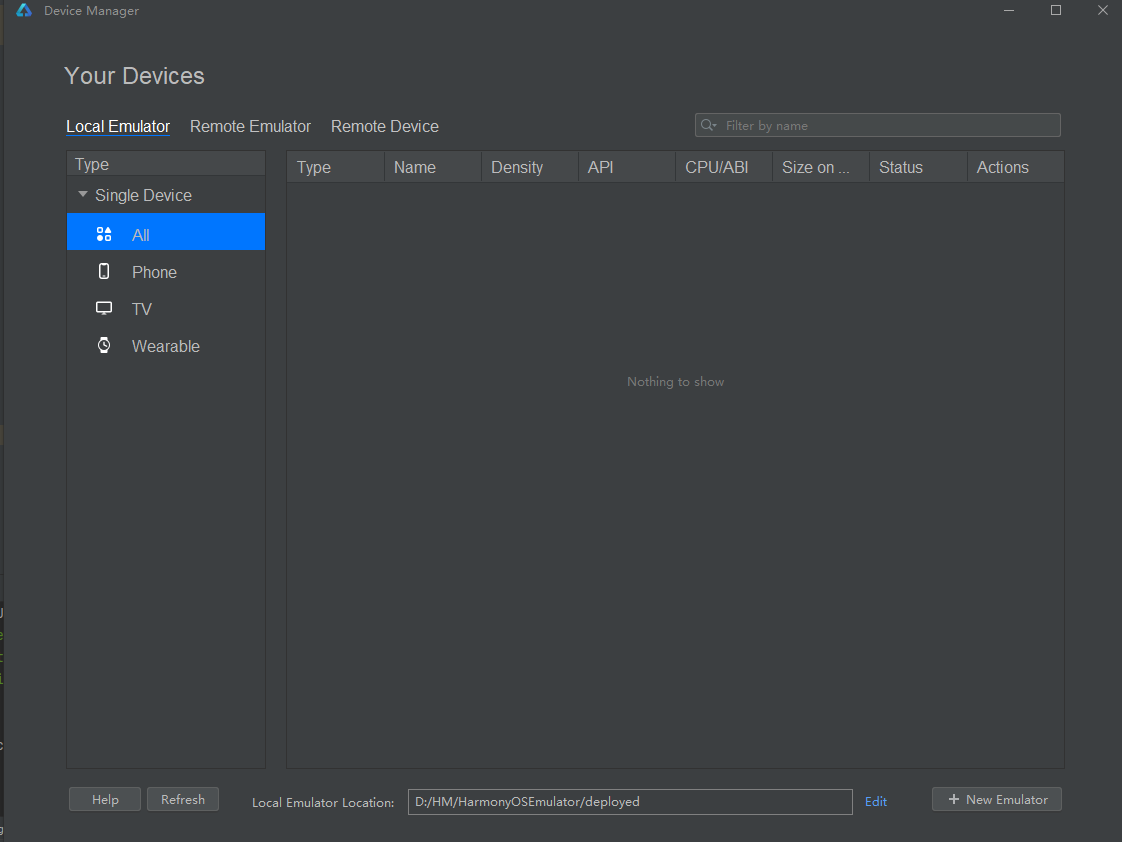 Device Manager
Your Devices
Local Emulator Remote Emulator Remote Device
Filter by name
Type
Single Device
All
Phone
TV
Wearable
Type Name Density API CPU/ABI Size on ... Status Actions
Nothing to show
Help Refresh Local Emulator Location: D:/HM/HarmonyOSEmulator/deployed Edit + New Emulator